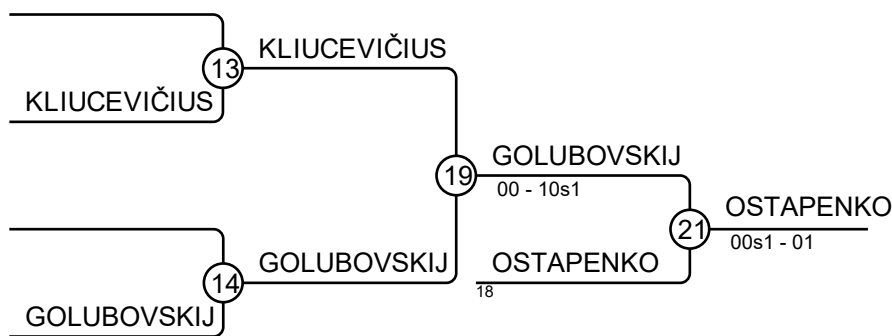 KLIUCEVIČIUS
13
KLIUCEVIČIUS
GOLUBOVSKIJ
19
00 - 10s1
OSTAPENKO
21
00s1 - 01
GOLUBOVSKIJ
14
OSTAPENKO
18
GOLUBOVSKIJ